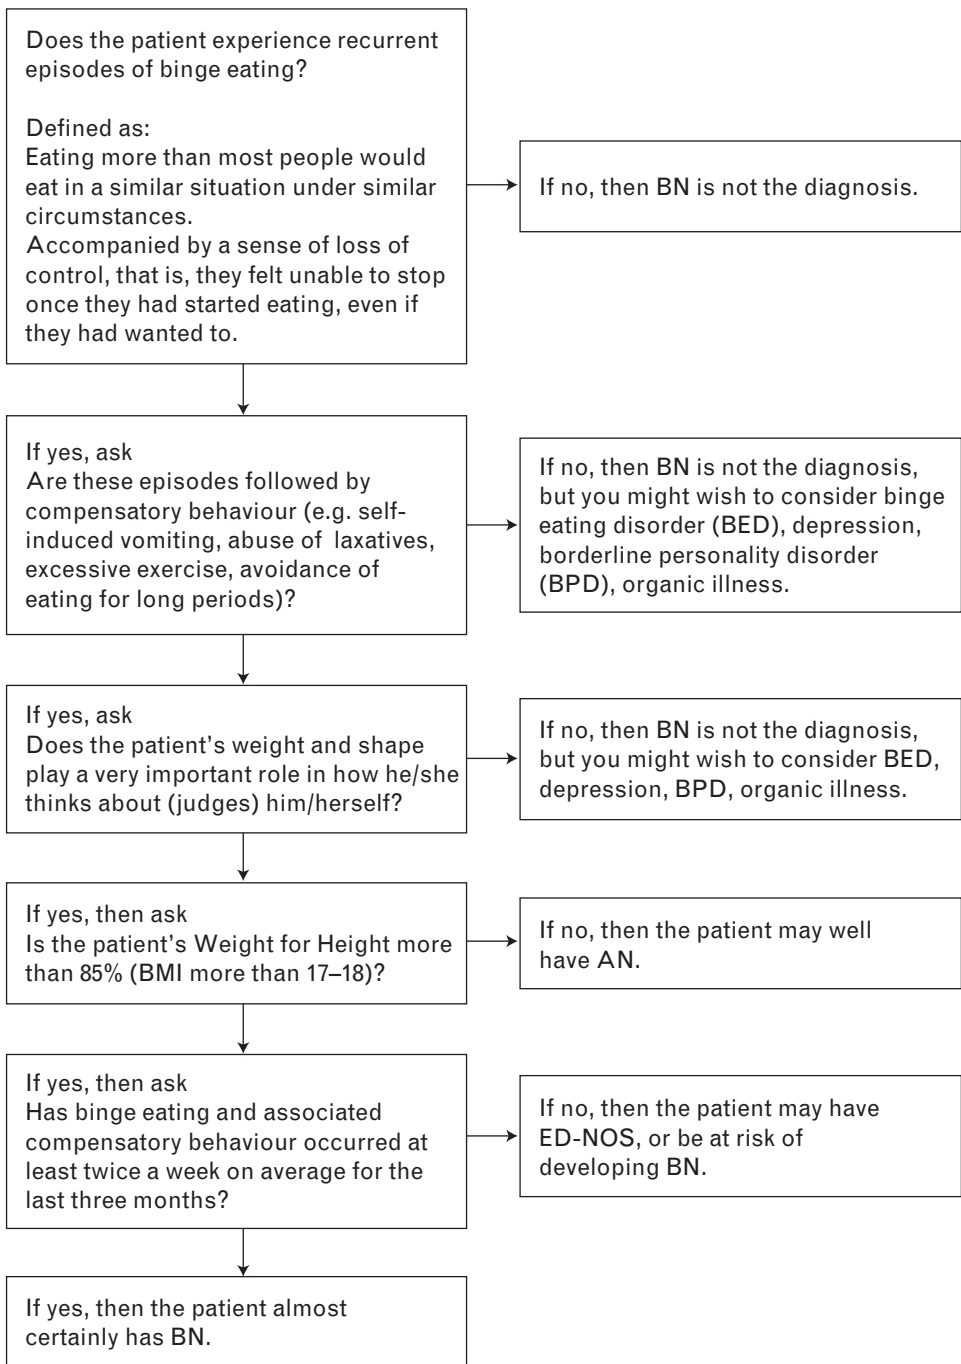 Does the patient experience recurrent
episodes of binge eating?
Defined as:
Eating more than most people would
eat in a similar situation under similar
circumstances.
Accompanied by a sense of loss of
control, that is, they felt unable to stop
once they had started eating, even if
they had wanted to.
If no, then BN is not the diagnosis.
If yes, ask
Are these episodes followed by
compensatory behaviour (e.g. self-
induced vomiting, abuse of laxatives,
excessive exercise, avoidance of
eating for long periods)?
If no, then BN is not the diagnosis,
but you might wish to consider binge
eating disorder (BED), depression,
borderline personality disorder
(BPD), organic illness.
If yes, ask
Does the patient’s weight and shape
play a very important role in how he/she
thinks about (judges) him/herself?
If no, then BN is not the diagnosis,
but you might wish to consider BED,
depression, BPD, organic illness.
If yes, then ask
Is the patient’s Weight for Height more
than 85% (BMI more than 17–18)?
If no, then the patient may well
have AN.
If yes, then ask
Has binge eating and associated
compensatory behaviour occurred at
least twice a week on average for the
last three months?
If no, then the patient may have
ED-NOS, or be at risk of
developing BN.
If yes, then the patient almost
certainly has BN.